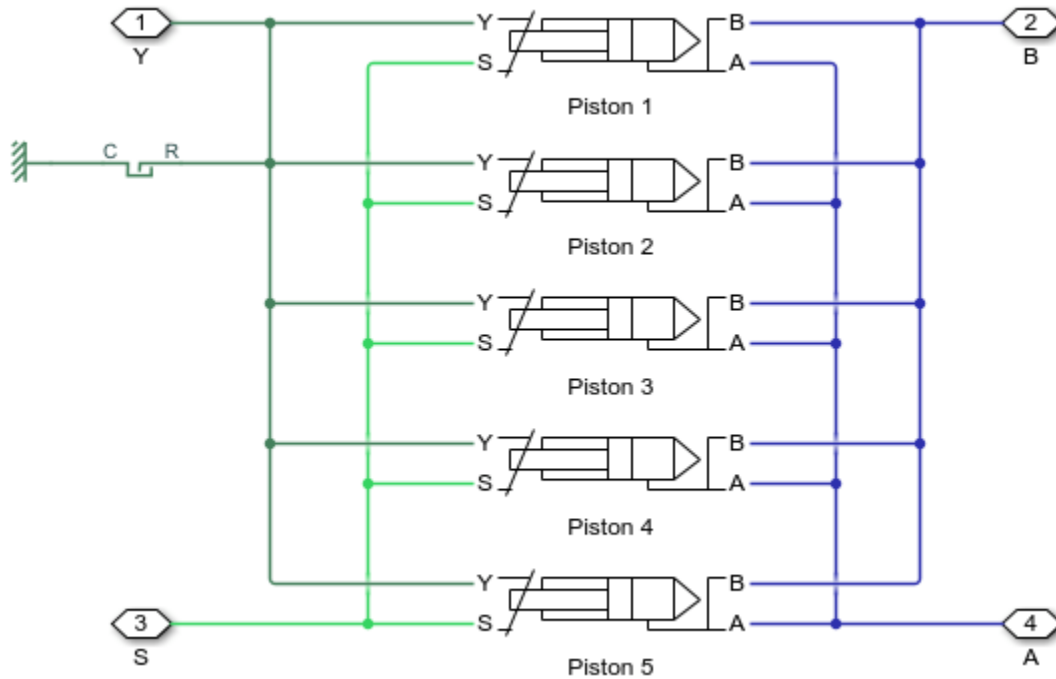 1 Y S B A 2
Y B
Piston 1
C R Y B
S A
Piston 2
Y B
S A
Piston 3
Y B
S A
Piston 4
Y B
3 S A 4
S A
Piston 5